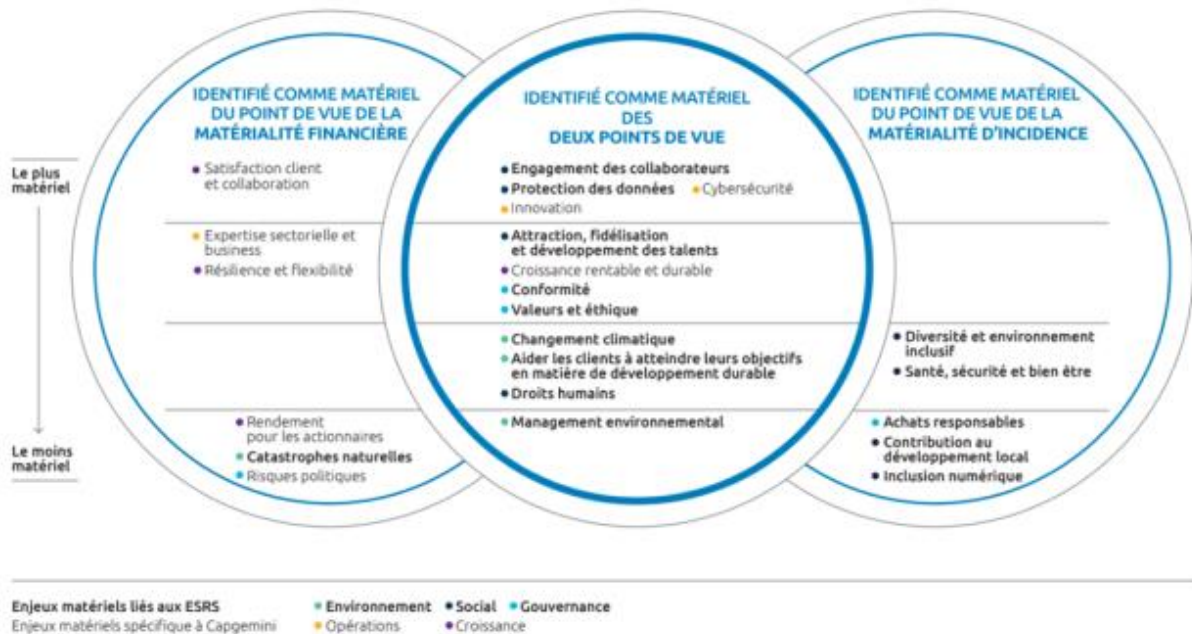 IDENTIFIÉ COMME MATÉRIEL
DU POINT DE VUE DE LA
MATÉRIALITÉ FINANCIÈRE
IDENTIFIÉ COMME MATÉRIEL
DES
DEUX POINTS DE VUE
IDENTIFIÉ COMME MATÉRIEL
DU POINT DE VUE DE LA
MATÉRIALITÉ D'INCIDENCE
Le plus
matériel
• Satisfaction client
et collaboration
• Engagement des collaborateurs
• Protection des données • Cybersécurité
• Innovation
• Expertise sectorielle et
business
• Résilience et flexibilité
• Attraction, fidélisation
et développement des talents
• Croissance rentable et durable
• Conformité
• Valeurs et éthique
• Changement climatique
• Aider les clients à atteindre leurs objectifs
en matière de développement durable
• Droits humains
• Diversité et environnement
inclusif
• Santé, sécurité et bien être
Le moins
matériel
• Rendement
pour les actionnaires
• Catastrophes naturelles
• Risques politiques
• Management environnemental
• Achats responsables
• Contribution au
développement local
• Inclusion numérique
Enjeux matériels liés aux ESRS • Environnement • Social • Gouvernance
Enjeux matériels spécifique à Capgemini • Opérations • Croissance